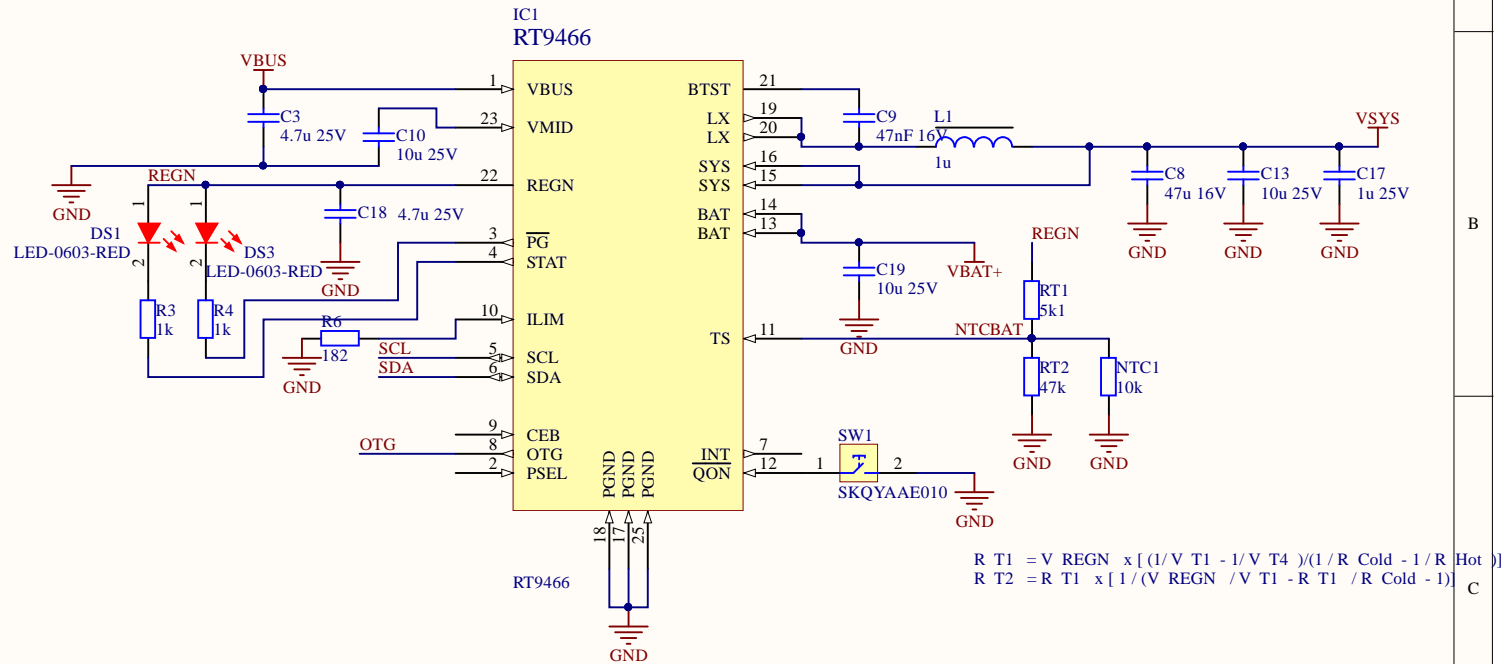 IC1
RT9466
VBUS
1
VBUS
C3
4.7u 25V
C10
10u 25V
23
VMID
GND
REGN
22
REGN
C18
4.7u 25V
GND
1
DS1
LED-0603-RED
2
1
DS3
LED-0603-RED
2
R3
1k
R4
1k
3
PG
4
STAT
10
ILIM
R6
182
GND
SCL
5
SCL
SDA
6
SDA
9
CEB
OTG
8
OTG
2
PSEL
PGND
PGND
PGND
18
17
25
GND
RT9466
BTST
21
LX
19
LX
20
C9
47nF 16V
L1
1u
VSYS
SYS
16
SYS
15
C8
47u 16V
GND
C13
10u 25V
GND
C17
1u 25V
GND
BAT
14
BAT
13
C19
10u 25V
GND
VBAT+
REGN
RT1
5k1
TS
11
NTCBAT
RT2
47k
GND
NTC1
10k
GND
INT
7
QON
12
SW1
1
2
SKQYAAE010
GND
R T1 = V REGN x [ (1/ V T1 - 1/ V T4 )/(1 / R Cold - 1 / R Hot )]
R T2 = R T1 x [ 1 / (V REGN / V T1 - R T1 / R Cold - 1)]
B
C